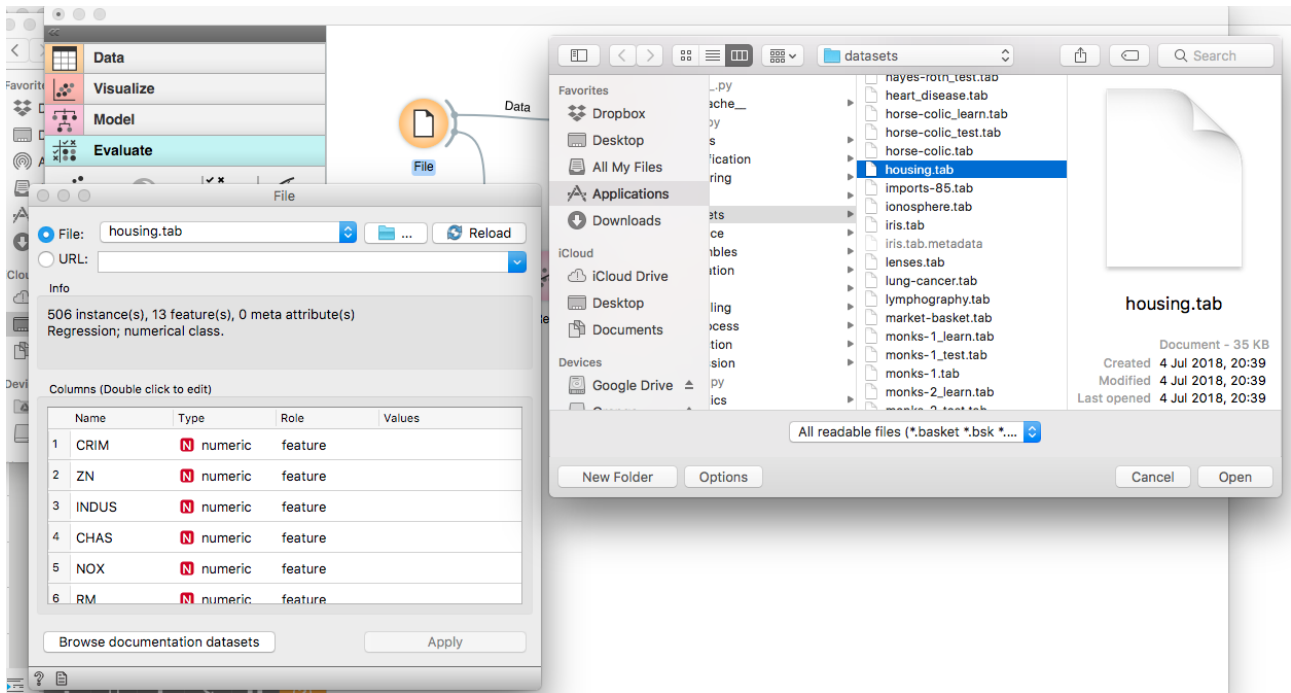 Data
Visualize
Model
Evaluate
File
Data
File
File:
housing.tab
...
Reload
URL:
Info
506 instance(s), 13 feature(s), 0 meta attribute(s)
Regression; numerical class.
Columns (Double click to edit)
Name Type Role Values
1 CRIM N numeric feature
2 ZN N numeric feature
3 INDUS N numeric feature
4 CHAS N numeric feature
5 NOX N numeric feature
6 RM N numeric feature
Browse documentation datasets
Apply
datasets
Search
Favorites
Dropbox
Desktop
All My Files
Applications
Downloads
iCloud
iCloud Drive
Desktop
Documents
Devices
Google Drive
hayes-roth_test.tab
heart_disease.tab
horse-colic_learn.tab
horse-colic_test.tab
horse-colic.tab
housing.tab
imports-85.tab
ionosphere.tab
iris.tab
iris.tab.metadata
lenses.tab
lung-cancer.tab
lymphography.tab
market-basket.tab
monks-1_learn.tab
monks-1_test.tab
monks-1.tab
monks-2_learn.tab
monks-2_test.tab
housing.tab
Document - 35 KB
Created 4 Jul 2018, 20:39
Modified 4 Jul 2018, 20:39
Last opened 4 Jul 2018, 20:39
All readable files (*.basket *.bsk *....
New Folder
Options
Cancel
Open